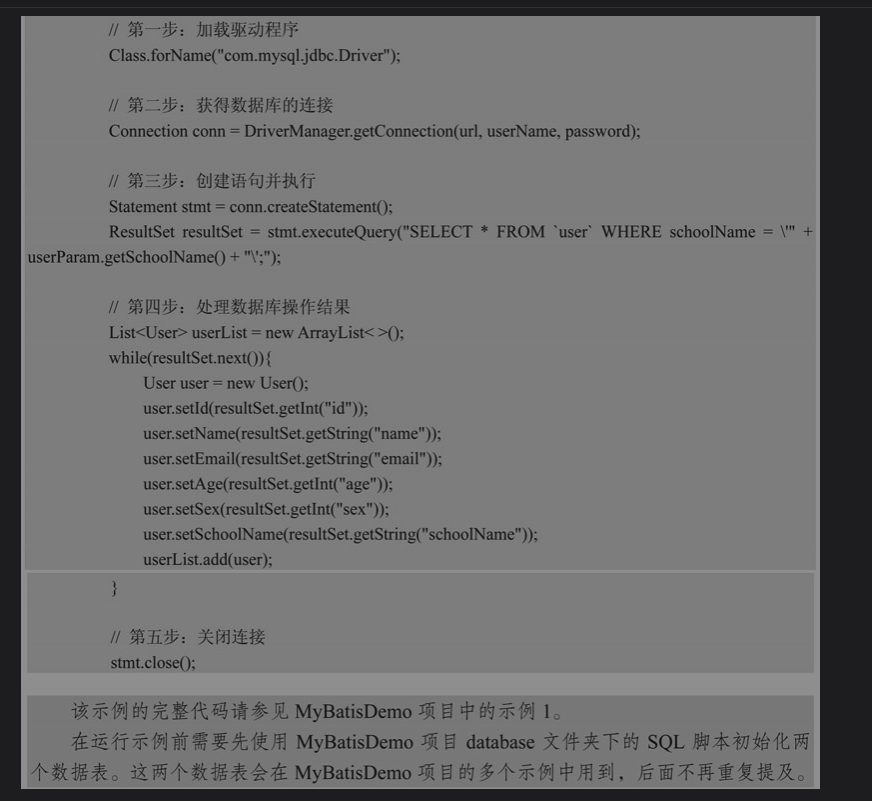 // 第一步：加载驱动程序
Class.forName("com.mysql.jdbc.Driver");
// 第二步：获得数据库的连接
Connection conn = DriverManager.getConnection(url, userName, password);
// 第三步：创建语句并执行
Statement stmt = conn.createStatement();
ResultSet resultSet = stmt.executeQuery("SELECT * FROM `user` WHERE schoolName = \'" +
userParam.getSchoolName() + "\';");
// 第四步：处理数据库操作结果
List<User> userList = new ArrayList< >();
while(resultSet.next()){
User user = new User();
user.setId(resultSet.getInt("id"));
user.setName(resultSet.getString("name"));
user.setEmail(resultSet.getString("email"));
user.setAge(resultSet.getInt("age"));
user.setSex(resultSet.getInt("sex"));
user.setSchoolName(resultSet.getString("schoolName"));
userList.add(user);
}
// 第五步：关闭连接
stmt.close();
该示例的完整代码请参见 MyBatisDemo 项目中的示例 1。
在运行示例前需要先使用 MyBatisDemo 项目 database 文件夹下的 SQL 脚本初始化两
个数据表。这两个数据表会在 MyBatisDemo 项目的多个示例中用到，后面不再重复提及。